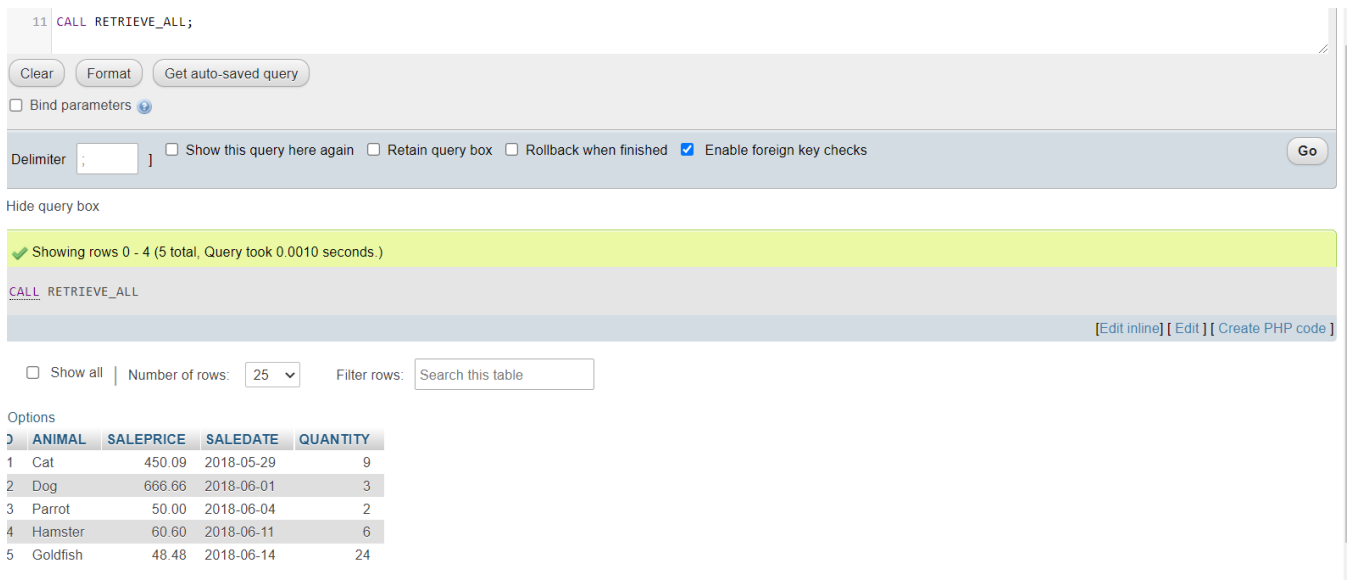 11 CALL RETRIEVE_ALL;
Clear Format Get auto-saved query
Bind parameters
Delimiter ; ] Show this query here again Retain query box Rollback when finished Enable foreign key checks Go
Hide query box
Showing rows 0 - 4 (5 total, Query took 0.0010 seconds.)
CALL RETRIEVE_ALL
[Edit inline] [ Edit ] [ Create PHP code ]
Show all | Number of rows: 25 Filter rows: Search this table
Options
ANIMAL SALEPRICE SALEDATE QUANTITY
1 Cat 450.09 2018-05-29 9
2 Dog 666.66 2018-06-01 3
3 Parrot 50.00 2018-06-04 2
4 Hamster 60.60 2018-06-11 6
5 Goldfish 48.48 2018-06-14 24